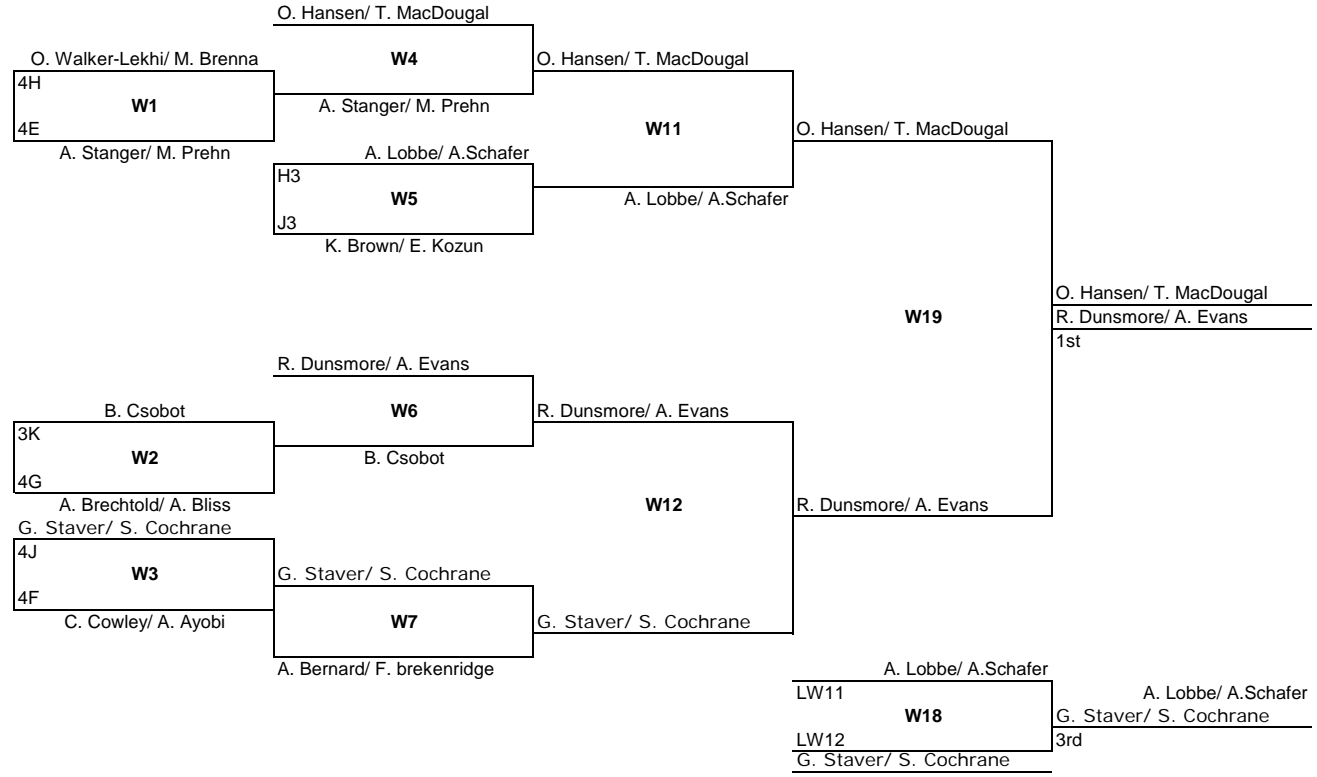 O. Hansen/ T. MacDougal
O. Walker-Lekhi/ M. Brenna
W4
O. Hansen/ T. MacDougal
4H
W1
4E
A. Stanger/ M. Prehn
A. Stanger/ M. Prehn
W11
O. Hansen/ T. MacDougal
A. Lobbe/ A.Schafer
H3
W5
J3
A. Lobbe/ A.Schafer
K. Brown/ E. Kozun
O. Hansen/ T. MacDougal
W19
R. Dunsmore/ A. Evans
1st
R. Dunsmore/ A. Evans
B. Csobot
W6
R. Dunsmore/ A. Evans
3K
W2
4G
B. Csobot
A. Brechtold/ A. Bliss
W12
R. Dunsmore/ A. Evans
G. Staver/ S. Cochrane
4J
W3
4F
G. Staver/ S. Cochrane
C. Cowley/ A. Ayobi
W7
G. Staver/ S. Cochrane
A. Bernard/ F. brekenridge
A. Lobbe/ A.Schafer
LW11
W18
LW12
A. Lobbe/ A.Schafer
G. Staver/ S. Cochrane
3rd
G. Staver/ S. Cochrane